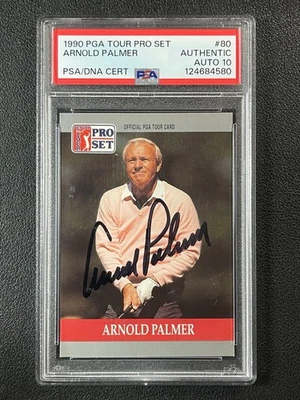 1990 PGA TOUR PRO SET #80
ARNOLD PALMER AUTHENTIC
AUTO 10
PSA/DNA CERT PSA 124684580
OFFICIAL PGA TOUR CARD
PRO
SET
Arnold Palmer
ARNOLD PALMER